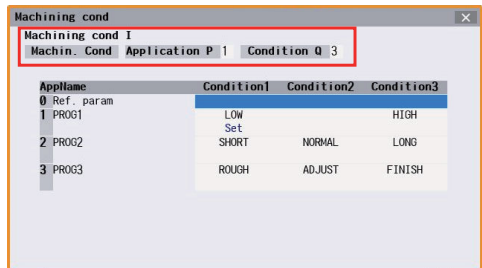 Machining cond
Machining cond I
Machin. Cond Application P 1 Condition Q 3
AppName Condition1 Condition2 Condition3
0 Ref. param
1 PROG1 LOW HIGH
Set
2 PROG2 SHORT NORMAL LONG
3 PROG3 ROUGH ADJUST FINISH